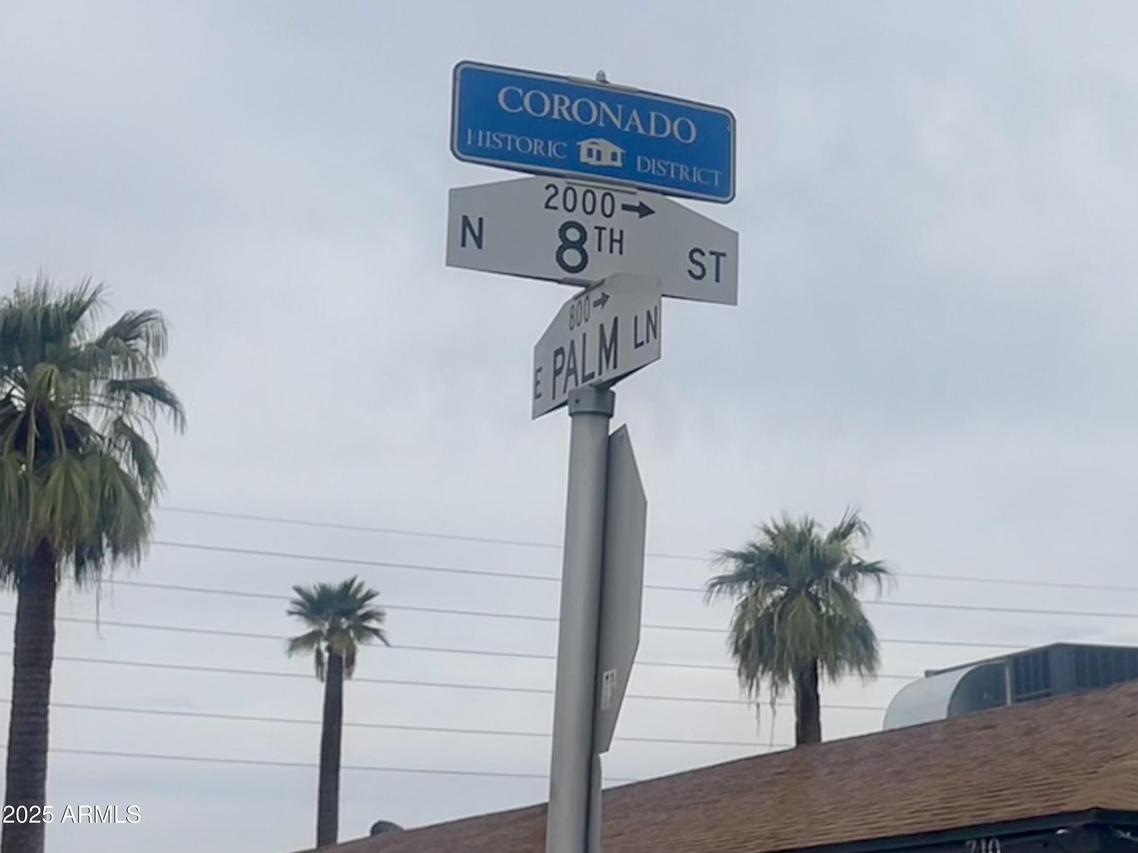 CORONADO
HISTORIC DISTRICT
2000→
N 8TH ST
800→
E PALM LN
2025 ARMLS